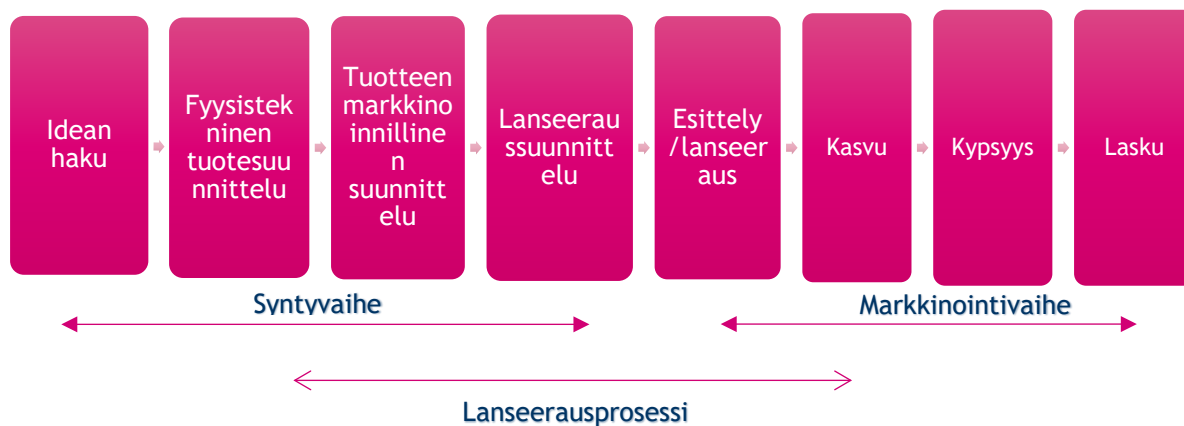 Idean
haku
Fyysistek
ninen
tuotesuu
nnittelu
Tuotteen
markkino
innilline
n
suunnitt
elu
Lanseerau
ssuunnitt
elu
Esittely
/lanseer
aus
Kasvu
Kypsyys
Lasku
Syntyvaihe
Markkinointivaihe
Lanseerausprosessi